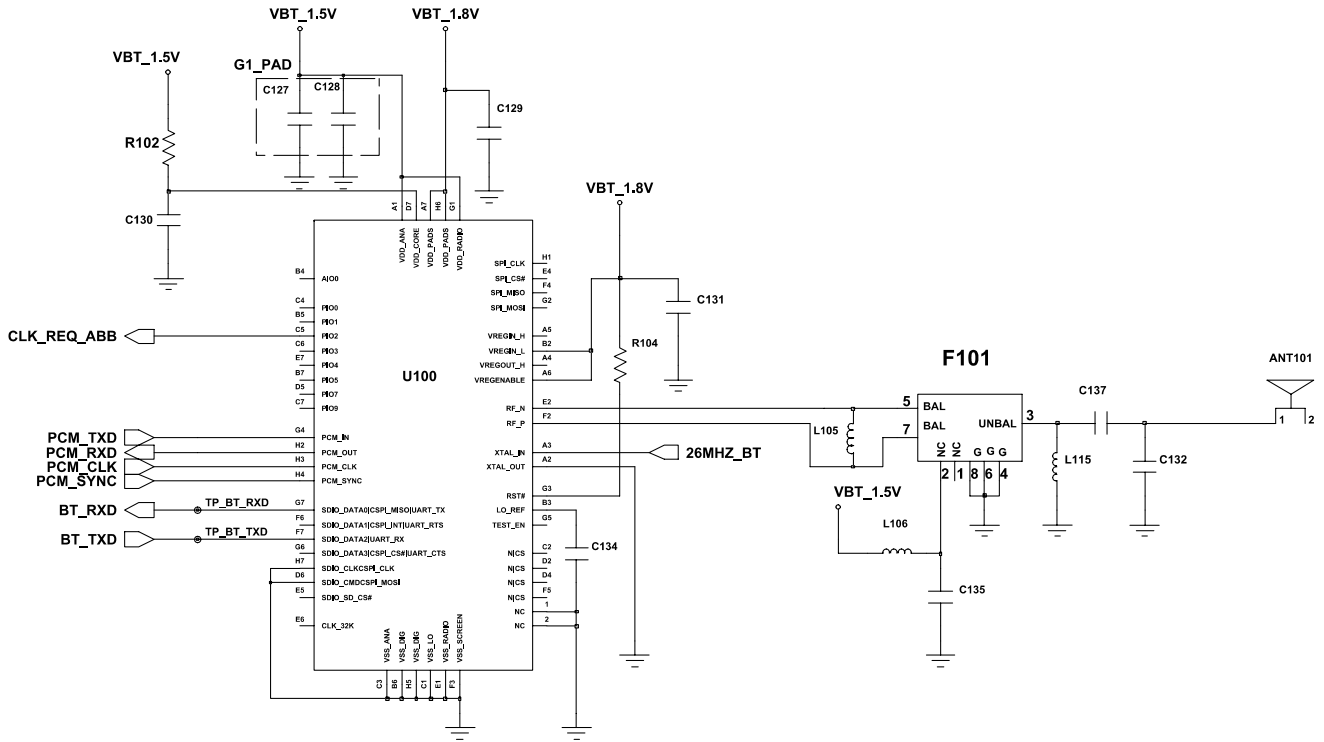 VBT_1.5V VBT_1.8V
VBT_1.5V
G1_PAD
C127 C128
C129
R102
C130
VBT_1.8V
A1 D7 A7 H6 G1
VDD_ANA VDD_CORE VDD_PADS VDD_PADS VDD_RADIO
B4 AIO0
C4 PIO0
B5 PIO1
CLK_REQ_ABB C5 PIO2
C6 PIO3
E7 PIO4
B7 PIO5
D5 PIO7
C7 PIO9
PCM_TXD G4 PCM_IN
PCM_RXD H2 PCM_OUT
PCM_CLK H3 PCM_CLK
PCM_SYNC H4 PCM_SYNC
BT_RXD TP_BT_RXD G7 SDIO_DATA0|CSPI_MISO|UART_TX
F6 SDIO_DATA1|CSPI_INT|UART_RTS
BT_TXD TP_BT_TXD F7 SDIO_DATA2|UART_RX
G6 SDIO_DATA3|CSPI_CS#|UART_CTS
H7 SDIO_CLKCSPI_CLK
D6 SDIO_CMDCSPI_MOSI
E5 SDIO_SD_CS#
E6 CLK_32K
U100
SPI_CLK H1
SPI_CS# E4
SPI_MISO F4
SPI_MOSI G2
VREGIN_H A5
VREGIN_L B2
VREGOUT_H A4
VREGENABLE A6
RF_N E2
RF_P F2
XTAL_IN A3 26MHZ_BT
XTAL_OUT A2
RST# G3
LO_REF B3
TEST_EN G5
N|CS C2
N|CS D2
N|CS D4
N|CS F5
NC 1
NC 2
VSS_ANA VSS_DIG VSS_DIG VSS_LO VSS_RADIO VSS_SCREEN
C3 B6 H5 C1 E1 F3
C131
R104
C134
L105
F101
5 BAL
7 BAL
UNBAL 3
NC NC G G G
2 1 8 6 4
VBT_1.5V
L106
C135
C137
L115
C132
ANT101
1 2